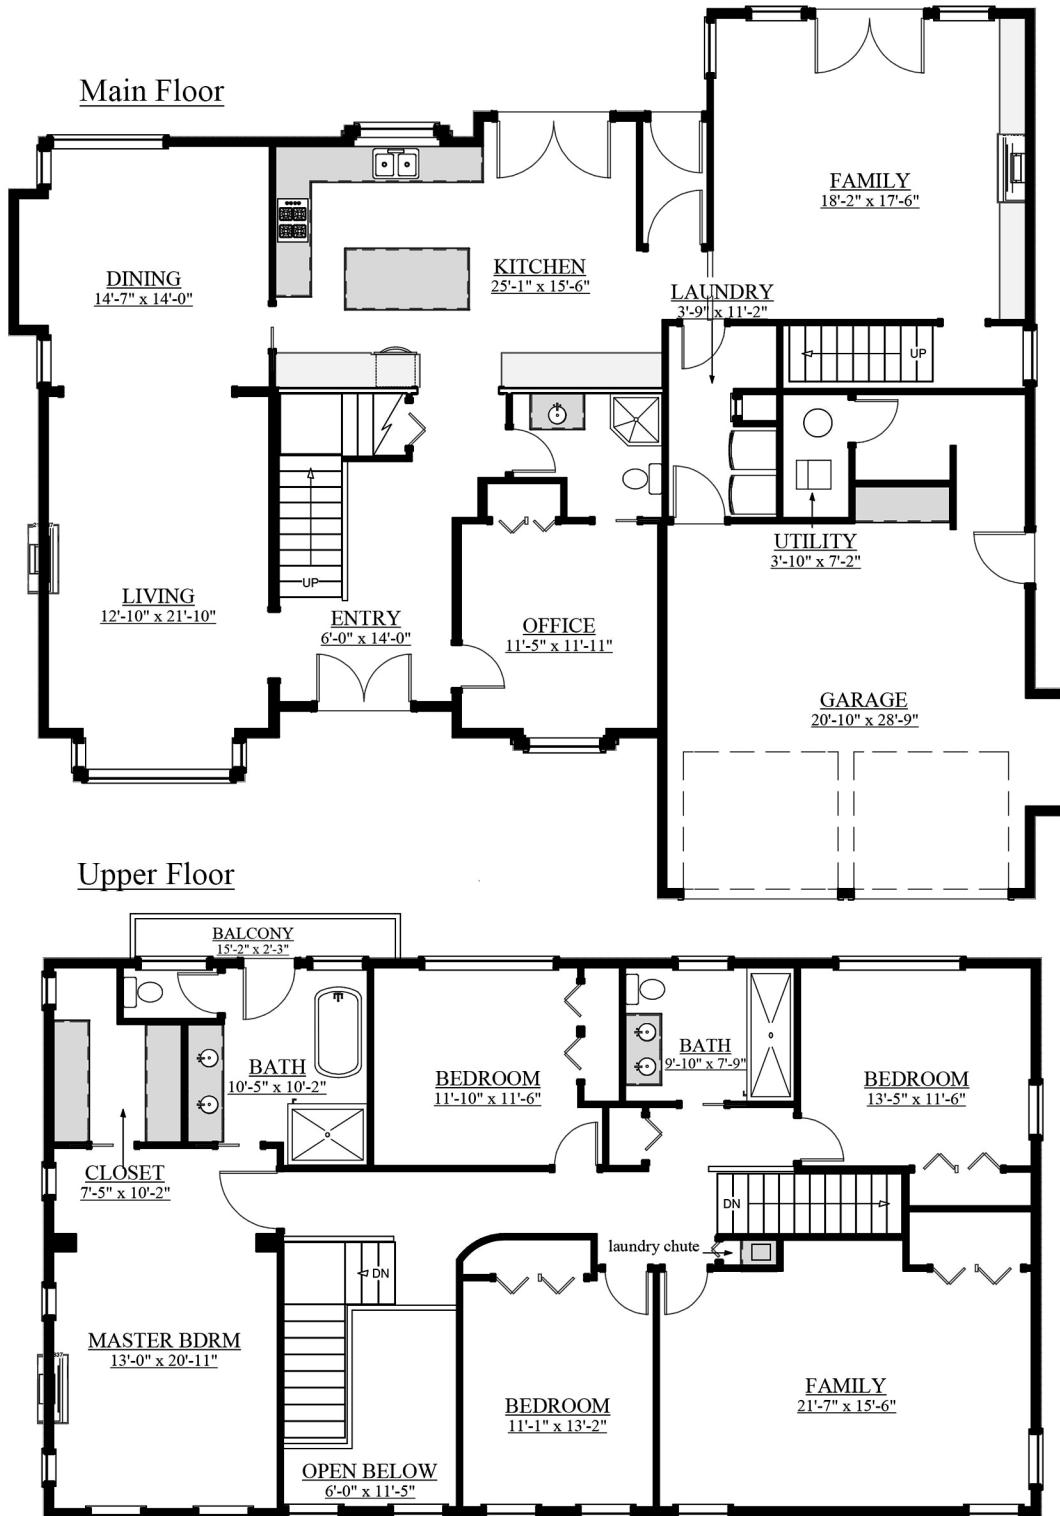 Main Floor
FAMILY
18'-2" x 17'-6"
DINING
14'-7" x 14'-0"
KITCHEN
25'-1" x 15'-6"
LAUNDRY
3'-9" x 11'-2"
UP
UTILITY
3'-10" x 7'-2"
UP
LIVING
12'-10" x 21'-10"
ENTRY
6'-0" x 14'-0"
OFFICE
11'-5" x 11'-11"
GARAGE
20'-10" x 28'-9"
Upper Floor
BALCONY
15'-2" x 2'-3"
BATH
10'-5" x 10'-2"
BEDROOM
11'-10" x 11'-6"
BATH
9'-10" x 7'-9"
BEDROOM
13'-5" x 11'-6"
CLOSET
7'-5" x 10'-2"
DN
laundry chute
DN
MASTER BDRM
13'-0" x 20'-11"
BEDROOM
11'-1" x 13'-2"
FAMILY
21'-7" x 15'-6"
OPEN BELOW
6'-0" x 11'-5"